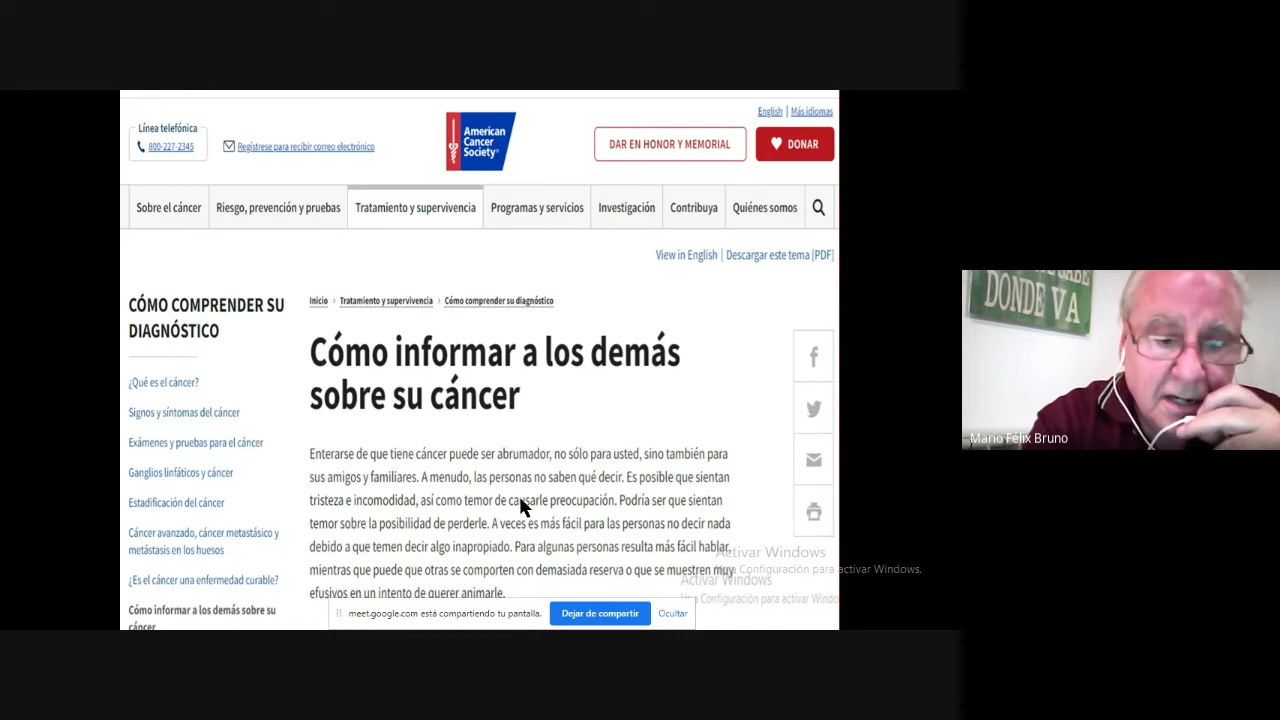 English | Más idiomas
Línea telefónica
800-227-2345
Regístrese para recibir correo electrónico
American
Cancer
Society®
DAR EN HONOR Y MEMORIAL
DONAR
Sobre el cáncer
Riesgo, prevención y pruebas
Tratamiento y supervivencia
Programas y servicios
Investigación
Contribuya
Quiénes somos
View in English | Descargar este tema [PDF]
CÓMO COMPRENDER SU
DIAGNÓSTICO
¿Qué es el cáncer?
Signos y síntomas del cáncer
Exámenes y pruebas para el cáncer
Ganglios linfáticos y cáncer
Estadificación del cáncer
Cáncer avanzado, cáncer metastásico y
metástasis en los huesos
¿Es el cáncer una enfermedad curable?
Cómo informar a los demás sobre su
cáncer
Inicio › Tratamiento y supervivencia › Cómo comprender su diagnóstico
Cómo informar a los demás
sobre su cáncer
Enterarse de que tiene cáncer puede ser abrumador, no sólo para usted, sino también para
sus amigos y familiares. A menudo, las personas no saben qué decir. Es posible que sientan
tristeza e incomodidad, así como temor de causarle preocupación. Podría ser que sientan
temor sobre la posibilidad de perderle. A veces es más fácil para las personas no decir nada
debido a que temen decir algo inapropiado. Para algunas personas resulta más fácil hablar,
mientras que puede que otras se comporten con demasiada reserva o que se muestren muy
efusivos en un intento de querer animarle.
Activar Windows
Configuración para activar Windows.
Activar Windows
Configuración para activar Windo
meet.google.com está compartiendo tu pantalla.
Dejar de compartir
Ocultar
DONDE VA
Mario Félix Bruno